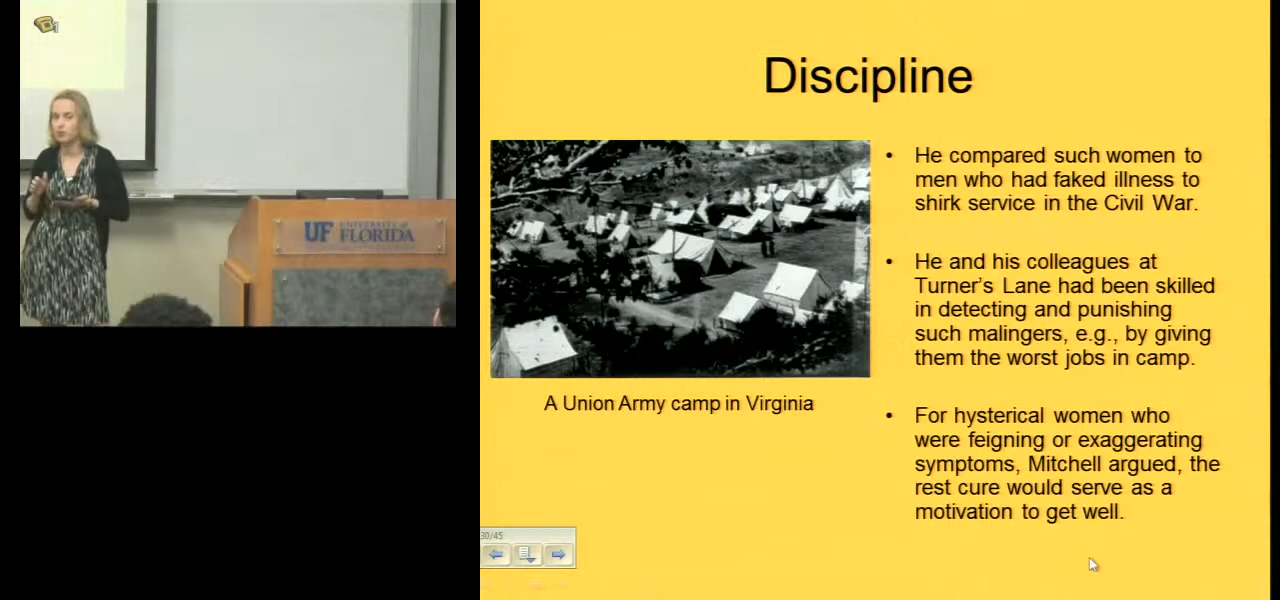 Discipline
UF UNIVERSITY of
FLORIDA
A Union Army camp in Virginia
• He compared such women to
men who had faked illness to
shirk service in the Civil War.
• He and his colleagues at
Turner's Lane had been skilled
in detecting and punishing
such malingers, e.g., by giving
them the worst jobs in camp.
• For hysterical women who
were feigning or exaggerating
symptoms, Mitchell argued, the
rest cure would serve as a
motivation to get well.
30/45